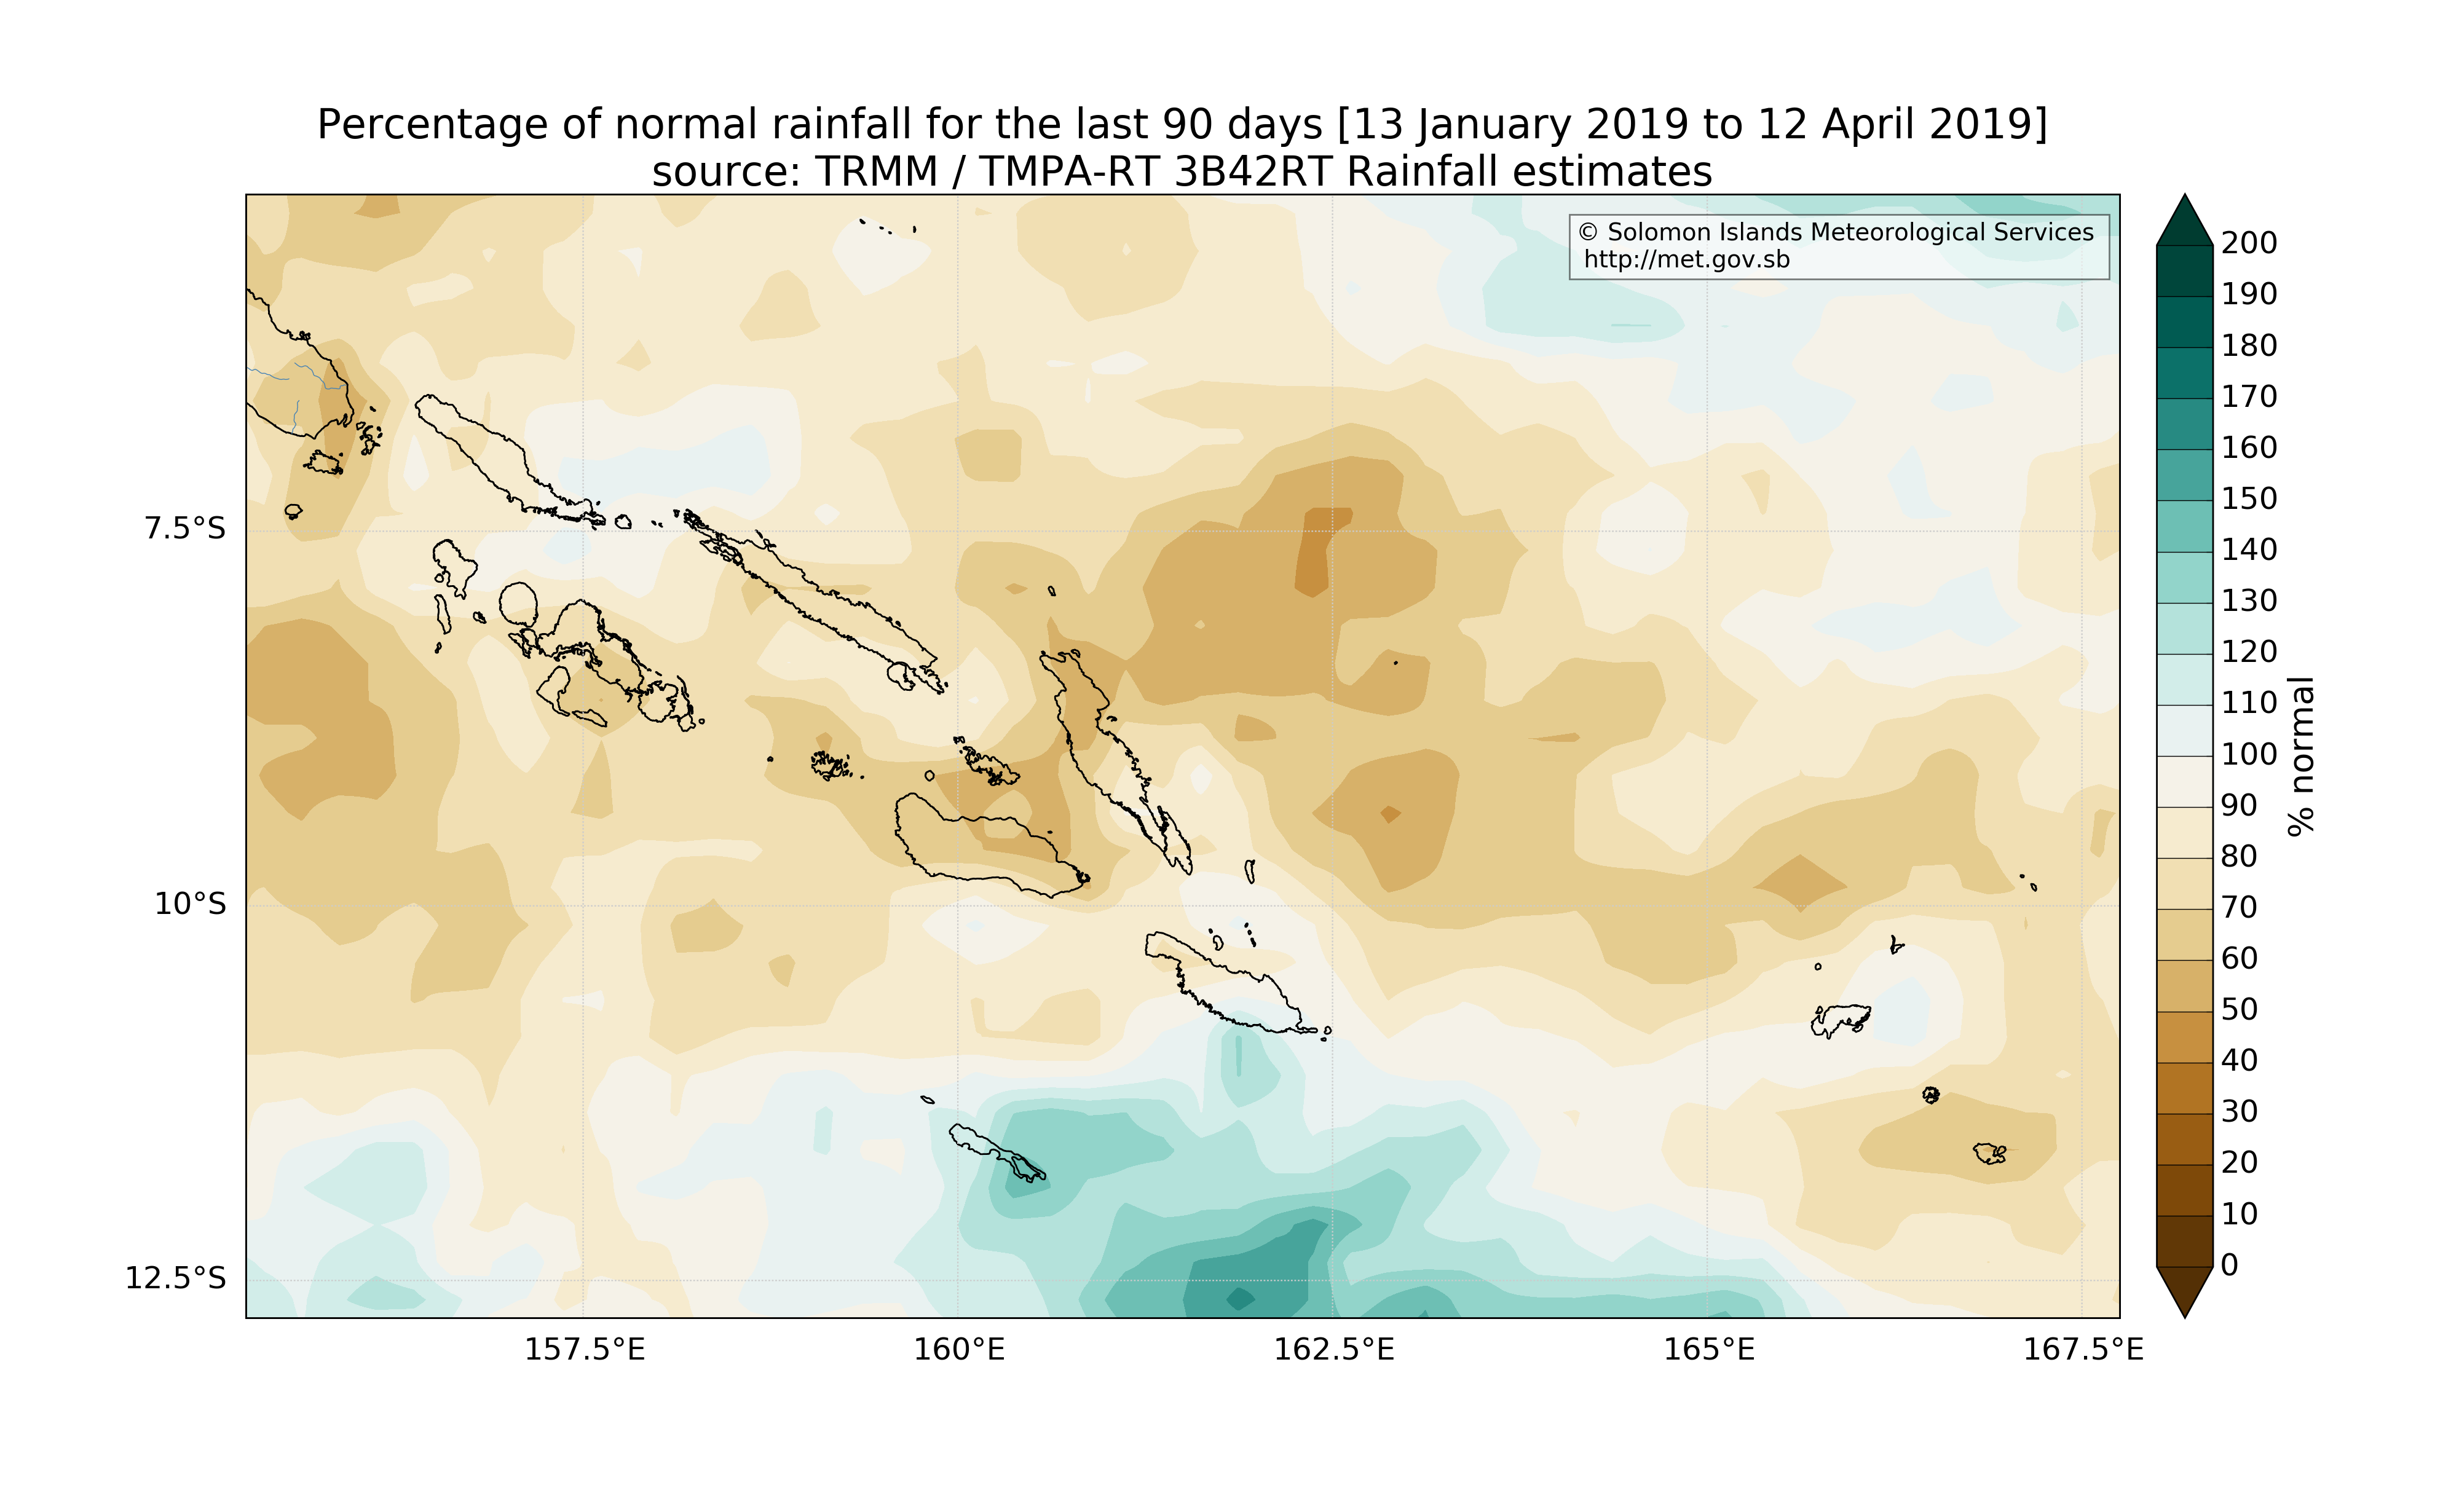 Percentage of normal rainfall for the last 90 days [13 January 2019 to 12 April 2019]
source: TRMM / TMPA-RT 3B42RT Rainfall estimates
© Solomon Islands Meteorological Services
http://met.gov.sb
7.5°S
10°S
12.5°S
157.5°E
160°E
162.5°E
165°E
167.5°E
200
190
180
170
160
150
140
130
120
110
100
90
80
70
60
50
40
30
20
10
0
% normal